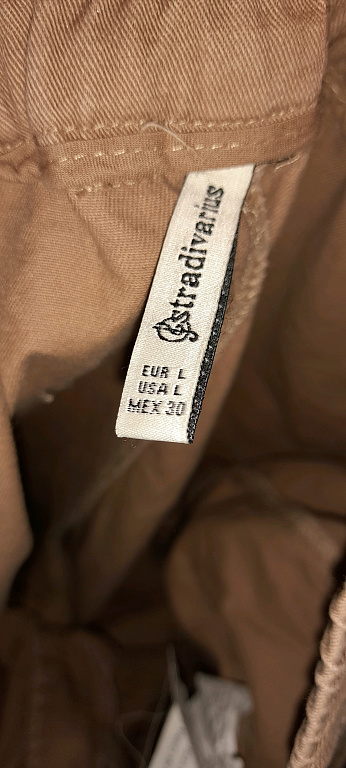 stradivarius
EUR L
USA L
MEX 30